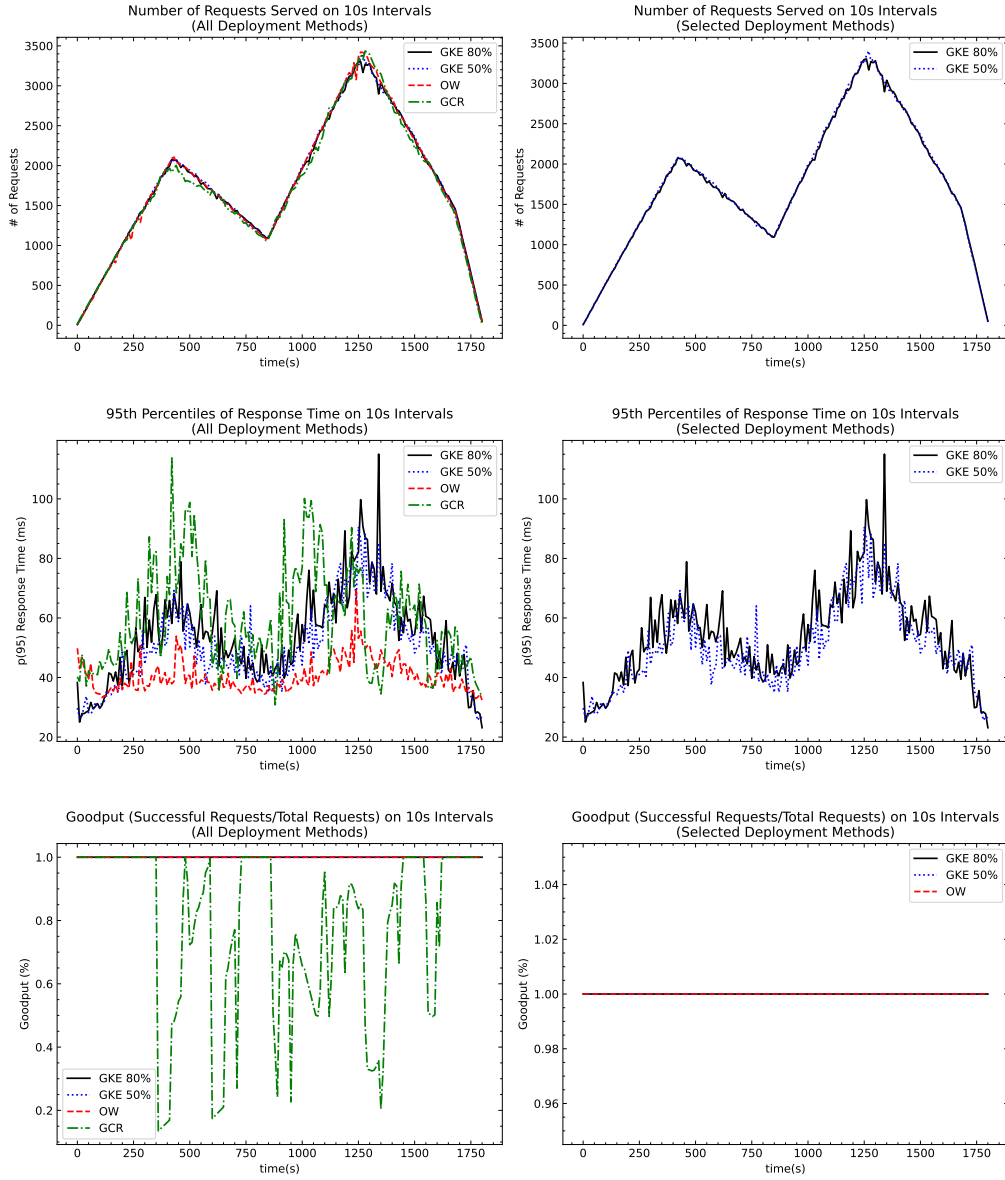 Number of Requests Served on 10s Intervals
(All Deployment Methods)
3500
3000
2500
2000
1500
1000
500
0
# of Requests
GKE 80%
GKE 50%
OW
GCR
0
250
500
750
1000
1250
1500
1750
time(s)
Number of Requests Served on 10s Intervals
(Selected Deployment Methods)
3500
3000
2500
2000
1500
1000
500
0
# of Requests
GKE 80%
GKE 50%
0
250
500
750
1000
1250
1500
1750
time(s)
95th Percentiles of Response Time on 10s Intervals
(All Deployment Methods)
100
80
60
40
20
p(95) Response Time (ms)
GKE 80%
GKE 50%
OW
GCR
0
250
500
750
1000
1250
1500
1750
time(s)
95th Percentiles of Response Time on 10s Intervals
(Selected Deployment Methods)
100
80
60
40
20
p(95) Response Time (ms)
GKE 80%
GKE 50%
0
250
500
750
1000
1250
1500
1750
time(s)
Goodput (Successful Requests/Total Requests) on 10s Intervals
(All Deployment Methods)
1.0
0.8
0.6
0.4
0.2
Goodput (%)
GKE 80%
GKE 50%
OW
GCR
0
250
500
750
1000
1250
1500
1750
time(s)
Goodput (Successful Requests/Total Requests) on 10s Intervals
(Selected Deployment Methods)
1.04
1.02
1.00
0.98
0.96
Goodput (%)
GKE 80%
GKE 50%
OW
0
250
500
750
1000
1250
1500
1750
time(s)